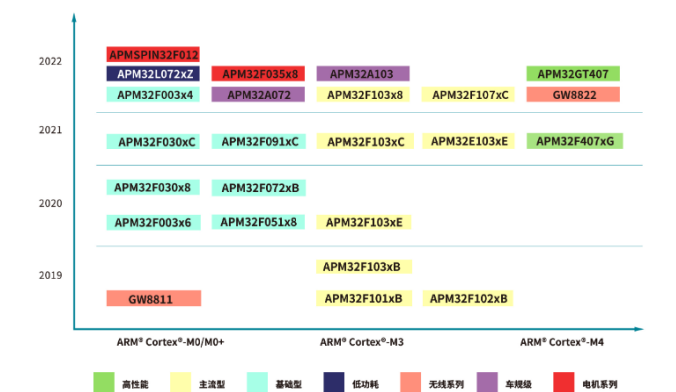 2022
APMSPIN32F012
APM32L072xZ APM32F035x8 APM32A103 APM32GT407
APM32F003x4 APM32A072 APM32F103x8 APM32F107xC GW8822
2021
APM32F030xC APM32F091xC APM32F103xC APM32E103xE APM32F407xG
2020
APM32F030x8 APM32F072xB
APM32F003x6 APM32F051x8 APM32F103xE
2019
APM32F103xB
GW8811 APM32F101xB APM32F102xB
ARM® Cortex®-M0/M0+ ARM® Cortex®-M3 ARM® Cortex®-M4
高性能 主流型 基础型 低功耗 无线系列 车规级 电机系列